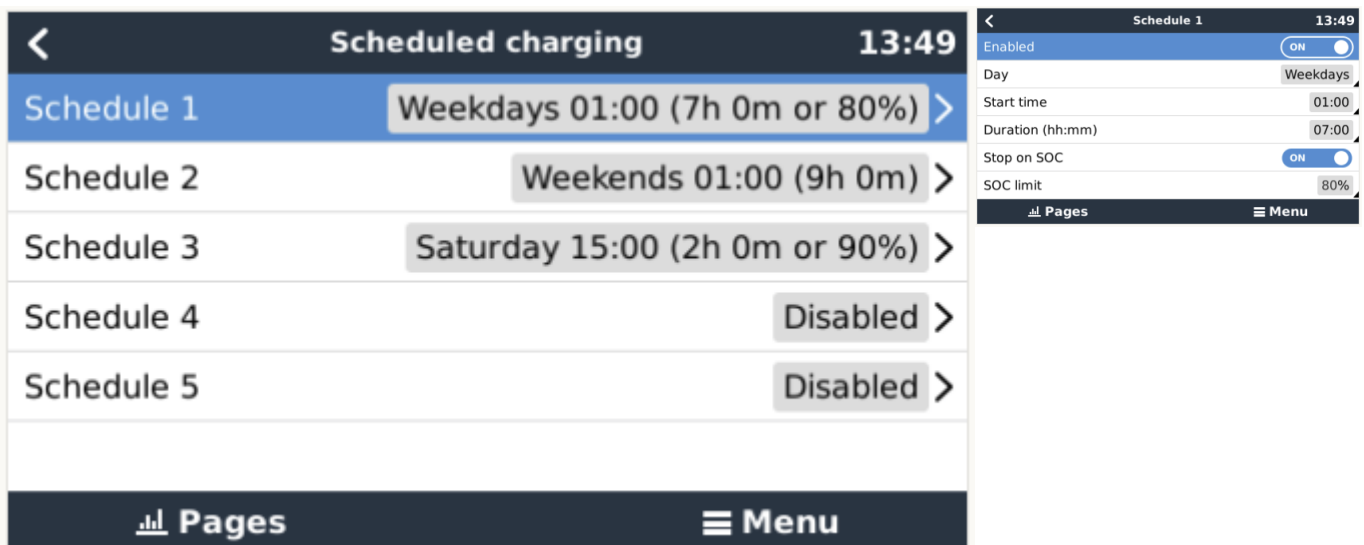 Scheduled charging 13:49
Schedule 1 Weekdays 01:00 (7h 0m or 80%)
Schedule 2 Weekends 01:00 (9h 0m)
Schedule 3 Saturday 15:00 (2h 0m or 90%)
Schedule 4 Disabled
Schedule 5 Disabled
Pages Menu
Schedule 1 13:49
Enabled ON
Day Weekdays
Start time 01:00
Duration (hh:mm) 07:00
Stop on SOC ON
SOC limit 80%
Pages Menu